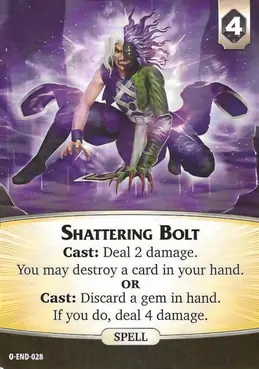 4
SHATTERING BOLT
Cast: Deal 2 damage.
You may destroy a card in your hand.
OR
Cast: Discard a gem in hand.
If you do, deal 4 damage.
SPELL
O-END-028